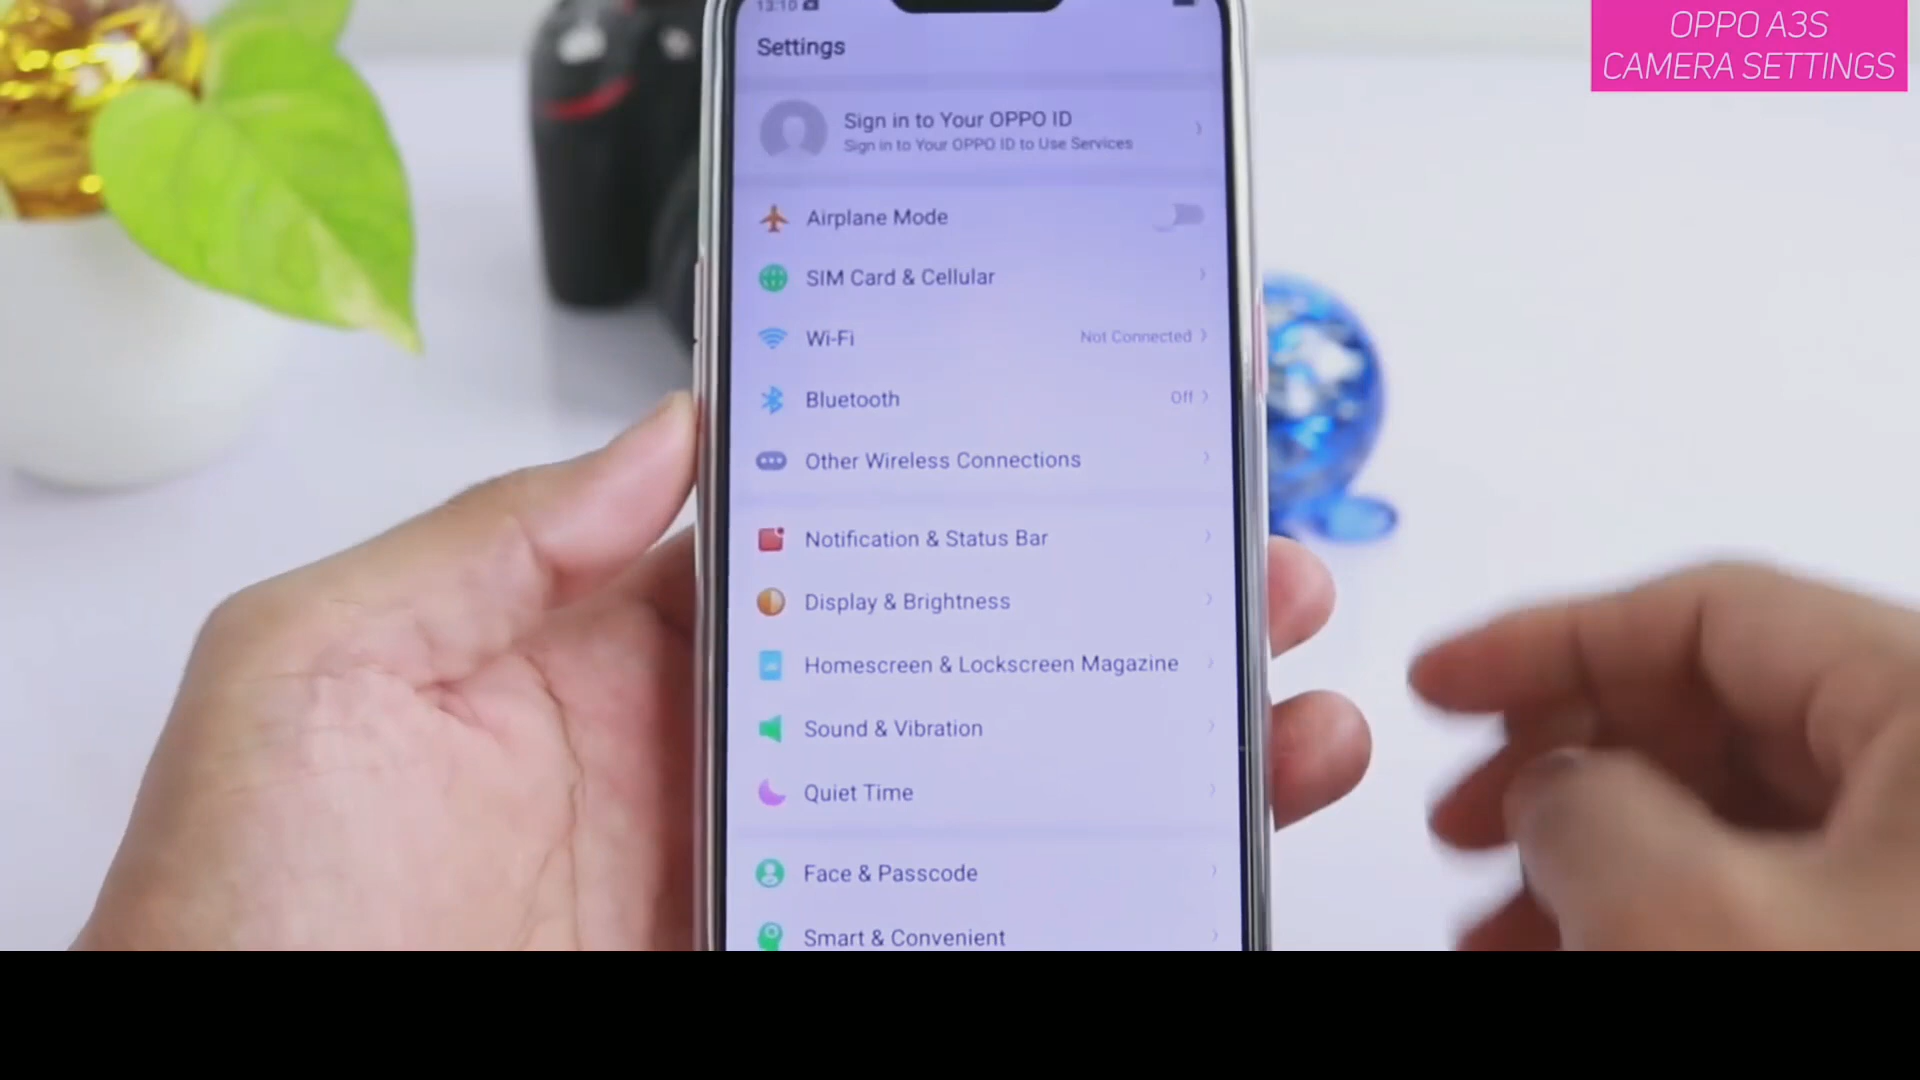 OPPO A3S
CAMERA SETTINGS
13:10
Settings
Sign in to Your OPPO ID
Sign in to Your OPPO ID to Use Services
Airplane Mode
SIM Card & Cellular
Wi-Fi Not Connected
Bluetooth Off
Other Wireless Connections
Notification & Status Bar
Display & Brightness
Homescreen & Lockscreen Magazine
Sound & Vibration
Quiet Time
Face & Passcode
Smart & Convenient